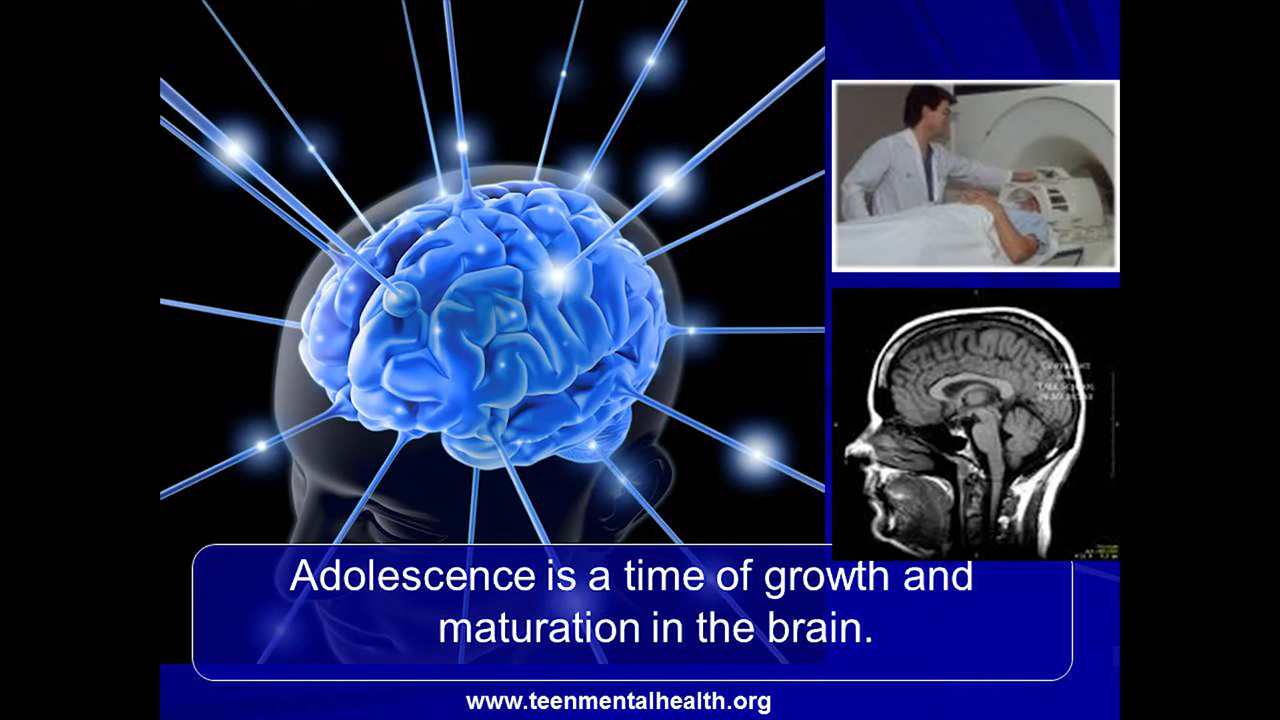 Adolescence is a time of growth and
maturation in the brain.
www.teenmentalhealth.org